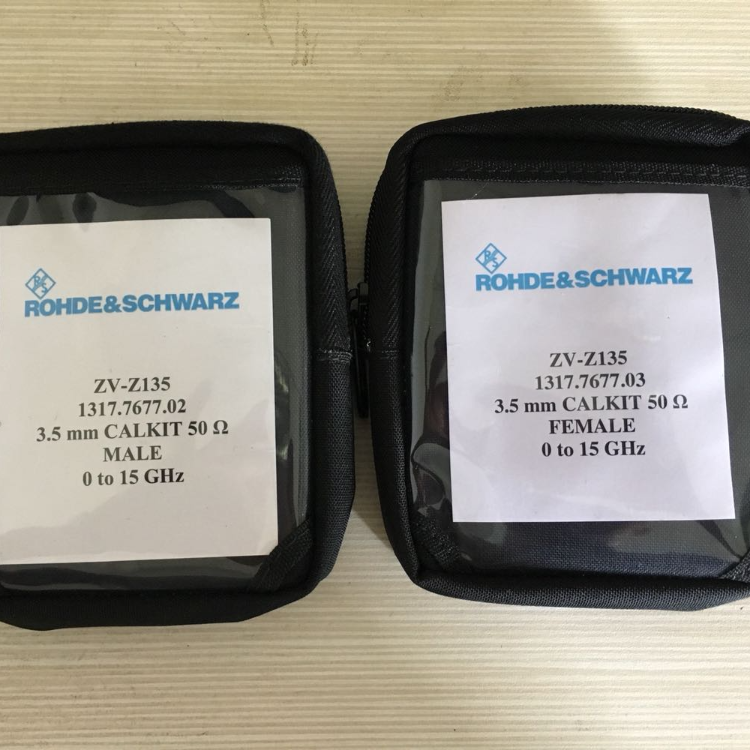 R&S
ROHDE&SCHWARZ
ZV-Z135
1317.7677.02
3.5 mm CALKIT 50 Ω
MALE
0 to 15 GHz
R&S
ROHDE&SCHWARZ
ZV-Z135
1317.7677.03
3.5 mm CALKIT 50 Ω
FEMALE
0 to 15 GHz